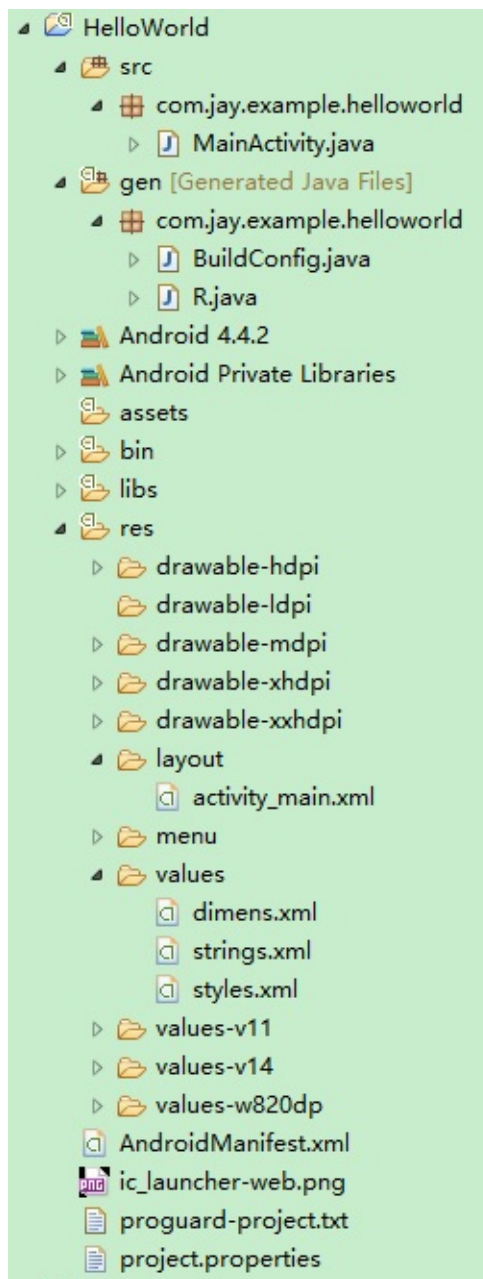 HelloWorld
src
com.jay.example.helloworld
MainActivity.java
gen [Generated Java Files]
com.jay.example.helloworld
BuildConfig.java
R.java
Android 4.4.2
Android Private Libraries
assets
bin
libs
res
drawable-hdpi
drawable-ldpi
drawable-mdpi
drawable-xhdpi
drawable-xxhdpi
layout
activity_main.xml
menu
values
dimens.xml
strings.xml
styles.xml
values-v11
values-v14
values-w820dp
AndroidManifest.xml
ic_launcher-web.png
proguard-project.txt
project.properties